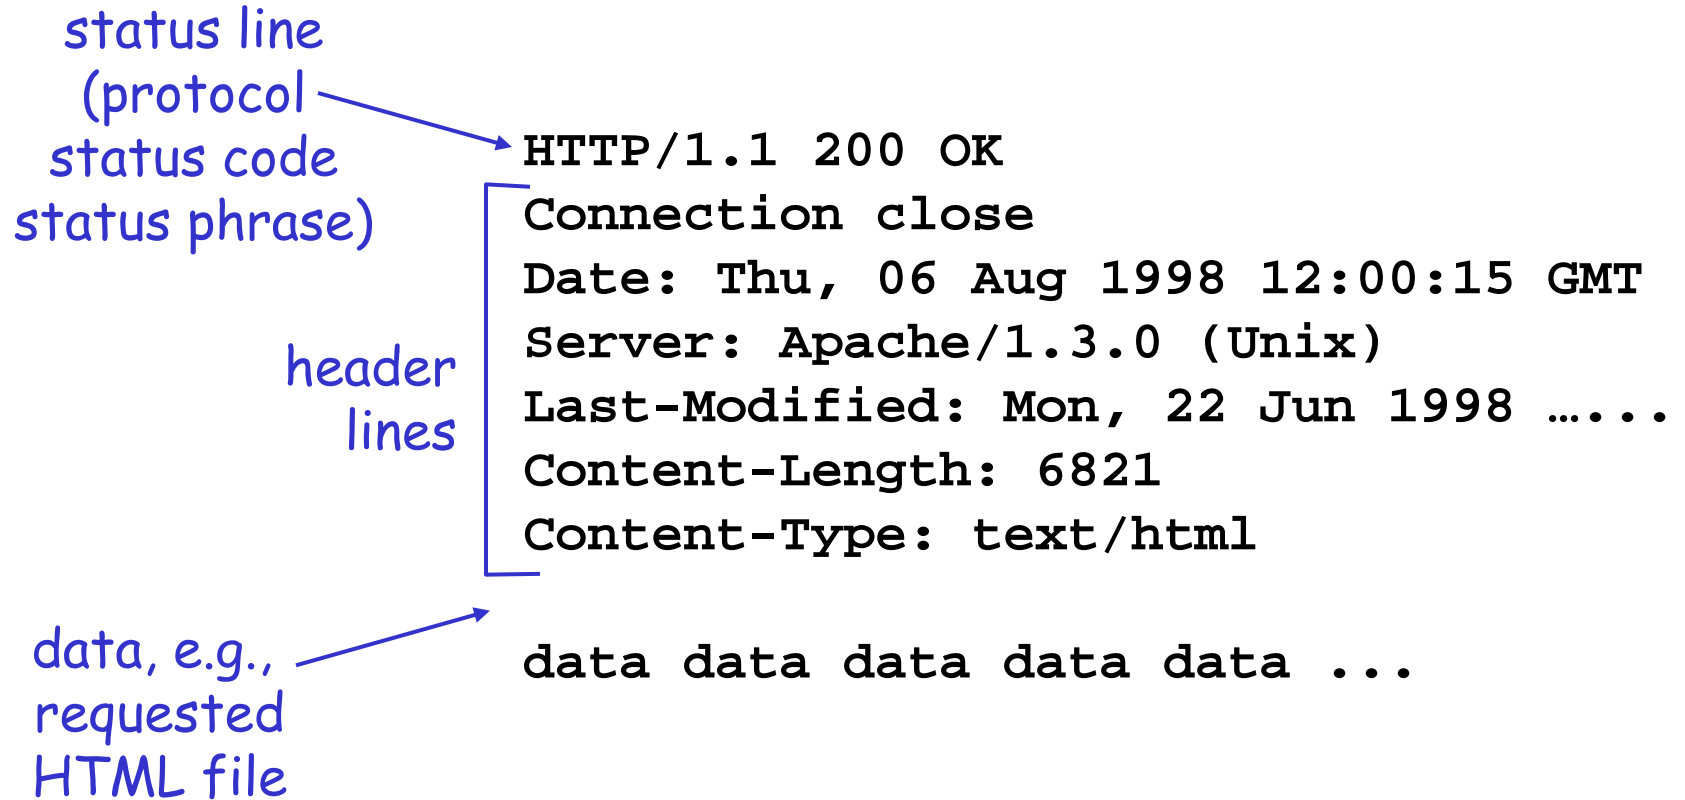 status line
(protocol
status code
status phrase)
HTTP/1.1 200 OK
Connection close
Date: Thu, 06 Aug 1998 12:00:15 GMT
Server: Apache/1.3.0 (Unix)
Last-Modified: Mon, 22 Jun 1998 …...
Content-Length: 6821
Content-Type: text/html
header
lines
data, e.g.,
requested
HTML file
data data data data data ...